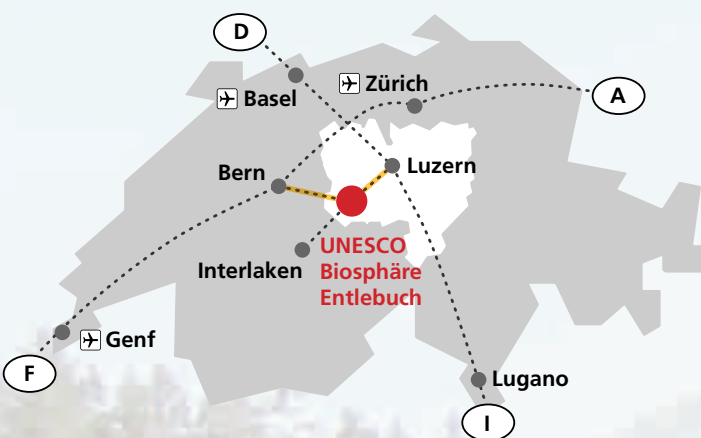 D
Zürich
Basel
A
Bern
Luzern
UNESCO
Biosphäre
Entlebuch
Interlaken
Genf
F
Lugano
I